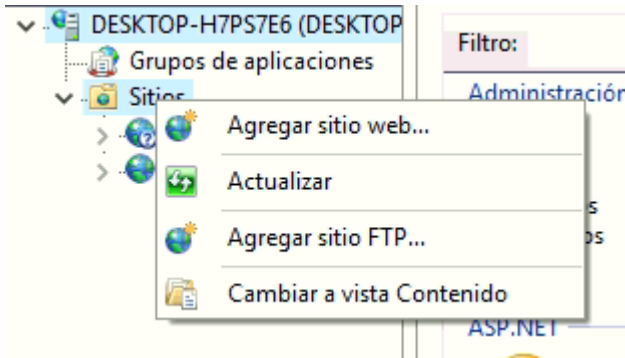 DESKTOP-H7PS7E6 (DESKTOP
Grupos de aplicaciones
Sitios
Agregar sitio web...
Actualizar
Agregar sitio FTP...
Cambiar a vista Contenido
Filtro:
Administración
s
os
ASP.NET